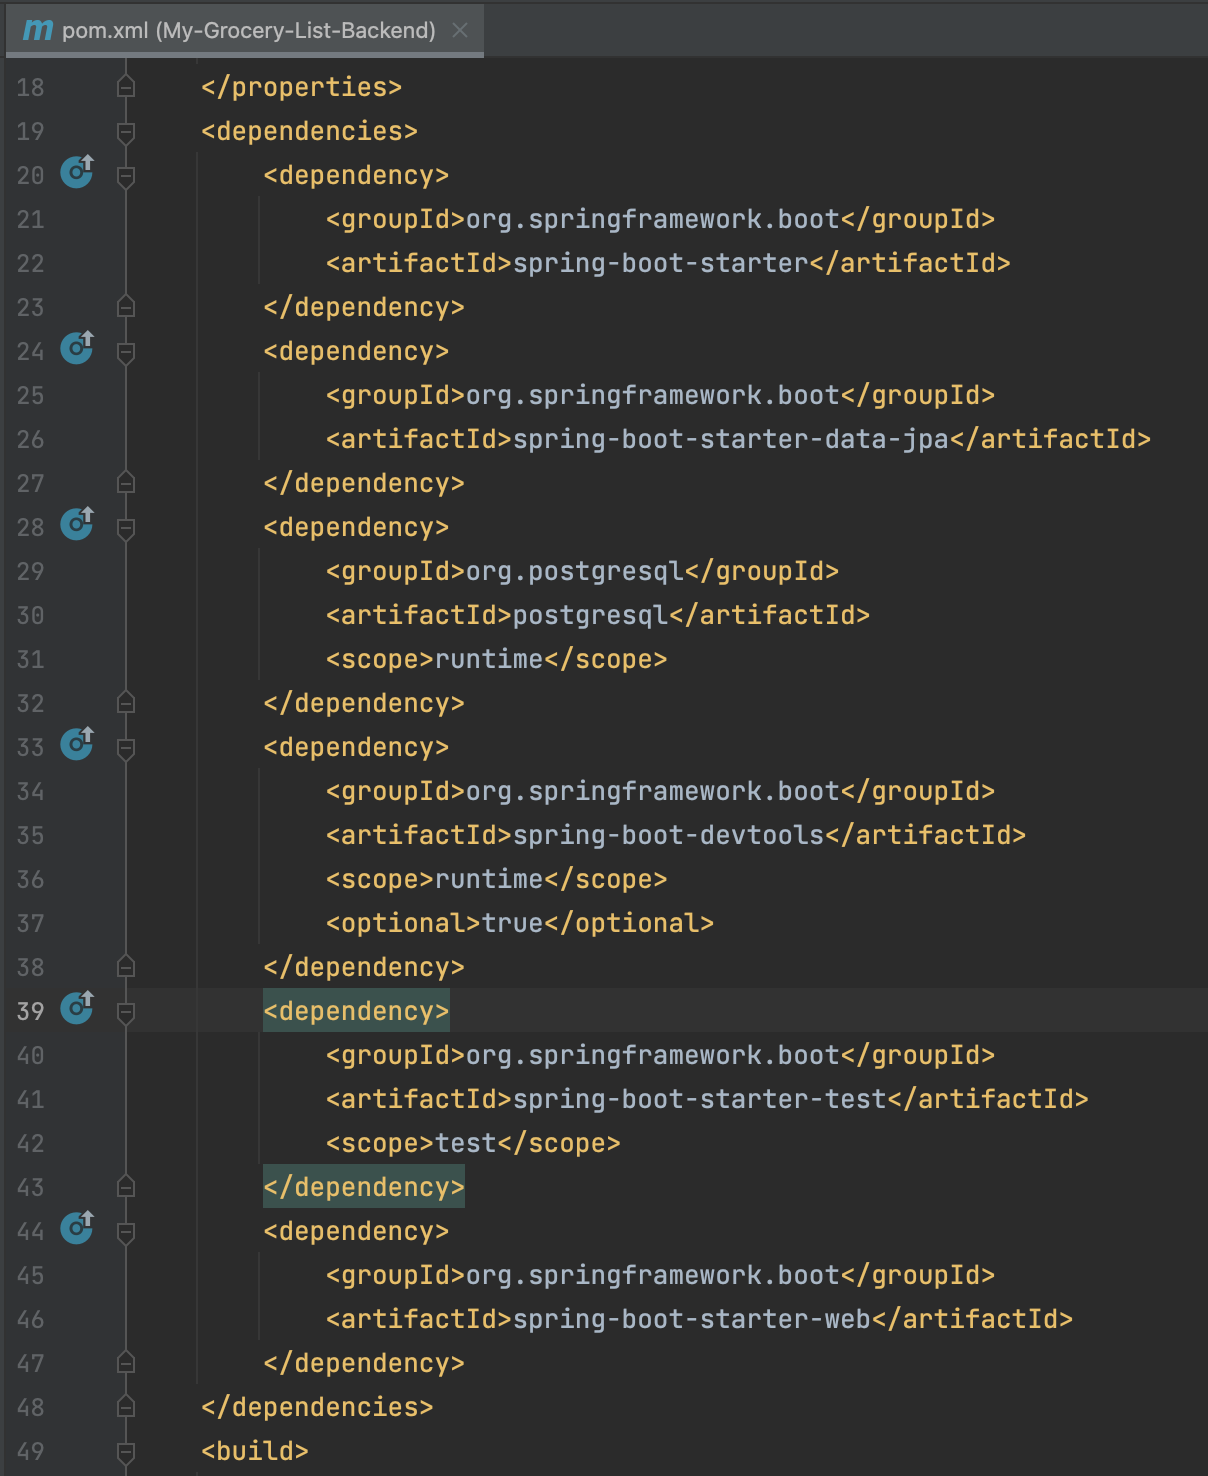 m pom.xml (My-Grocery-List-Backend)
18 </properties>
19 <dependencies>
20 <dependency>
21 <groupId>org.springframework.boot</groupId>
22 <artifactId>spring-boot-starter</artifactId>
23 </dependency>
24 <dependency>
25 <groupId>org.springframework.boot</groupId>
26 <artifactId>spring-boot-starter-data-jpa</artifactId>
27 </dependency>
28 <dependency>
29 <groupId>org.postgresql</groupId>
30 <artifactId>postgresql</artifactId>
31 <scope>runtime</scope>
32 </dependency>
33 <dependency>
34 <groupId>org.springframework.boot</groupId>
35 <artifactId>spring-boot-devtools</artifactId>
36 <scope>runtime</scope>
37 <optional>true</optional>
38 </dependency>
39 <dependency>
40 <groupId>org.springframework.boot</groupId>
41 <artifactId>spring-boot-starter-test</artifactId>
42 <scope>test</scope>
43 </dependency>
44 <dependency>
45 <groupId>org.springframework.boot</groupId>
46 <artifactId>spring-boot-starter-web</artifactId>
47 </dependency>
48 </dependencies>
49 <build>